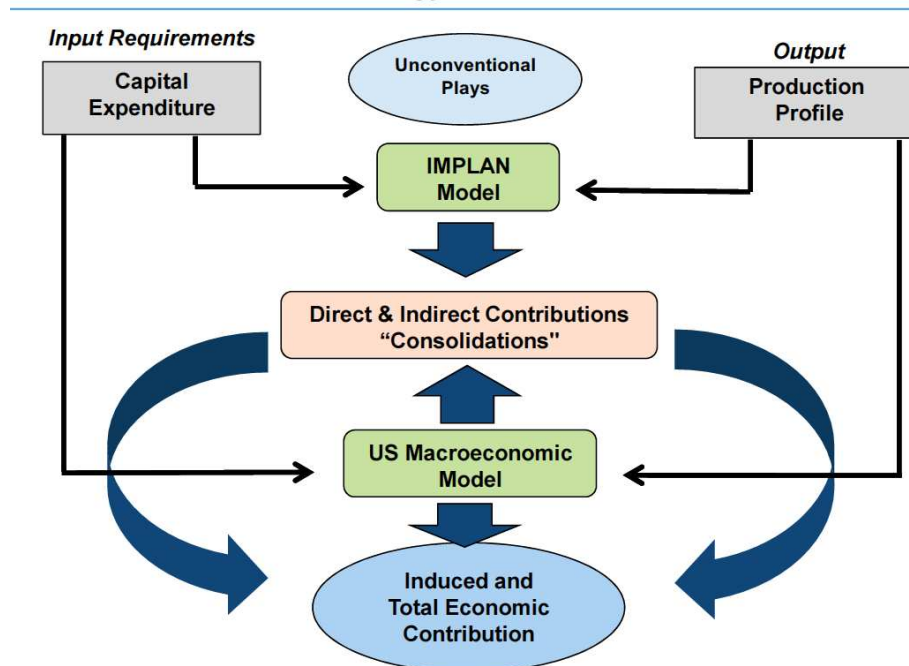 Input Requirements
Capital
Expenditure
Unconventional
Plays
Output
Production
Profile
IMPLAN
Model
Direct & Indirect Contributions
“Consolidations"
US Macroeconomic
Model
Induced and
Total Economic
Contribution